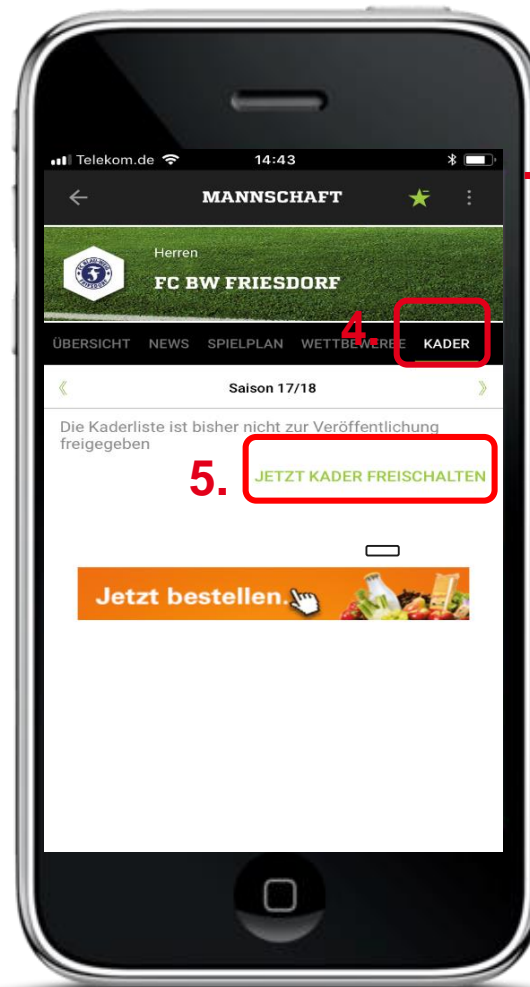 Telekom.de 14:43
MANNSCHAFT
Herren
FC BW FRIESDORF
4.
ÜBERSICHT NEWS SPIELPLAN WETTBEWERBE KADER
Saison 17/18
Die Kaderliste ist bisher nicht zur Veröffentlichung
freigegeben
5. JETZT KADER FREISCHALTEN
Jetzt bestellen.